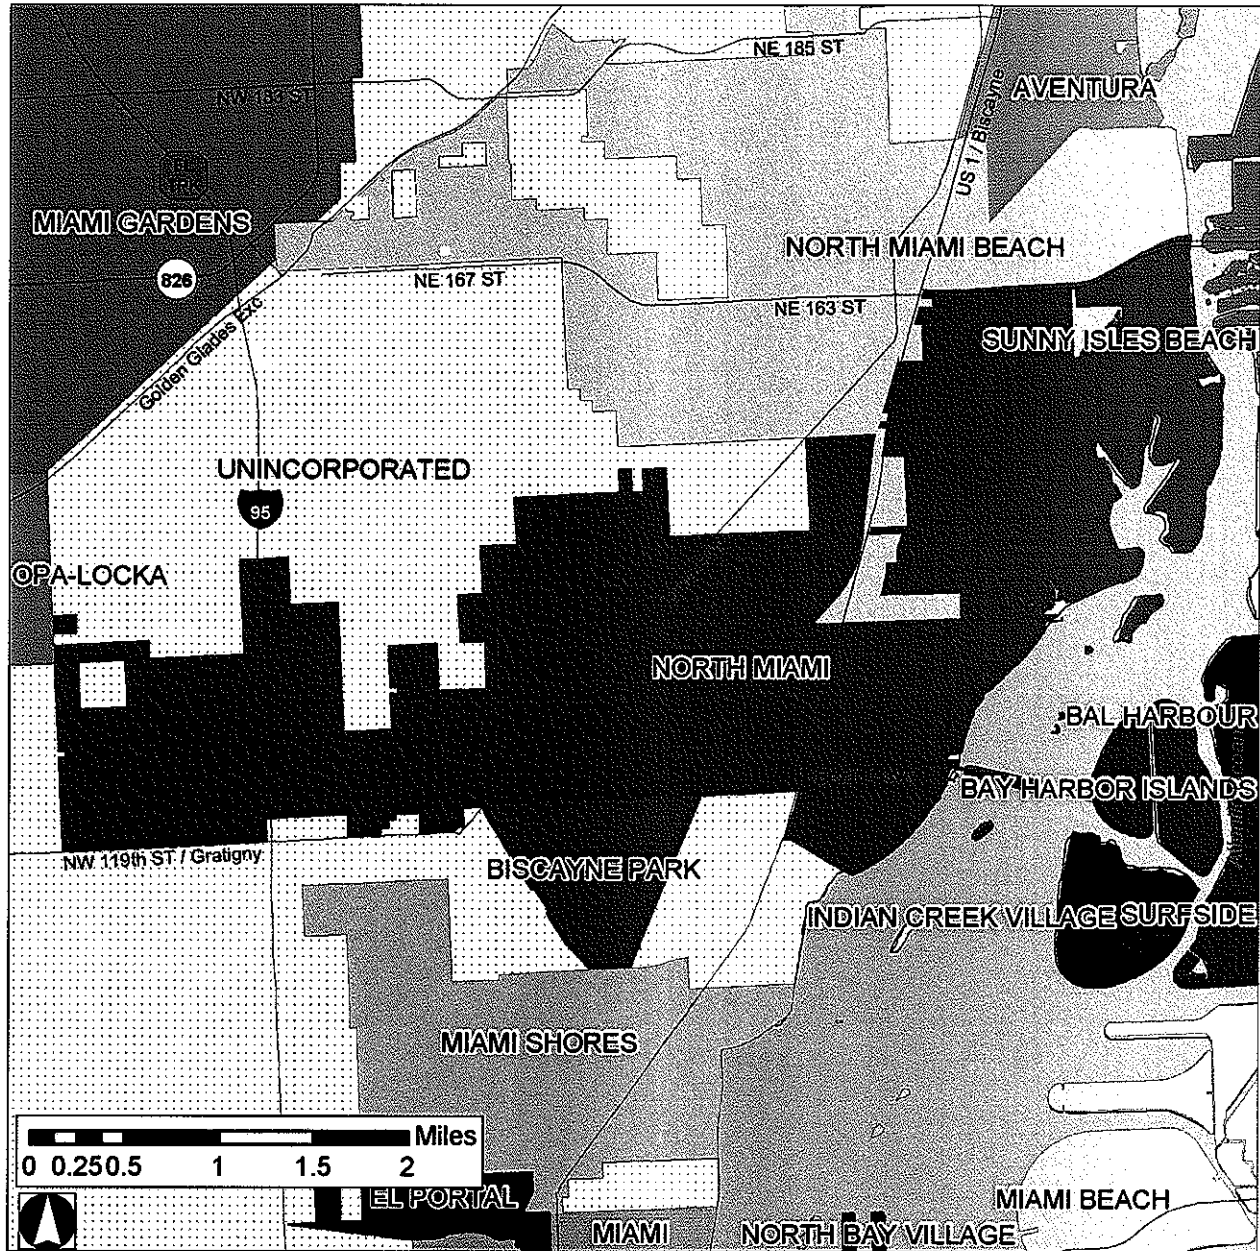 NE 185 ST
AVENTURA
NW 183 ST
US 1 / Biscayne
MIAMI GARDENS
NORTH MIAMI BEACH
826
NE 167 ST
NE 163 ST
SUNNY ISLES BEACH
Golden Glades Exc
UNINCORPORATED
95
OPA-LOCKA
NORTH MIAMI
BAL HARBOUR
BAY HARBOR ISLANDS
NW 119th ST / Gratigny
BISCAYNE PARK
INDIAN CREEK VILLAGE
SURFSIDE
MIAMI SHORES
Miles
0 0.25 0.5 1 1.5 2
EL PORTAL
MIAMI BEACH
MIAMI
NORTH BAY VILLAGE